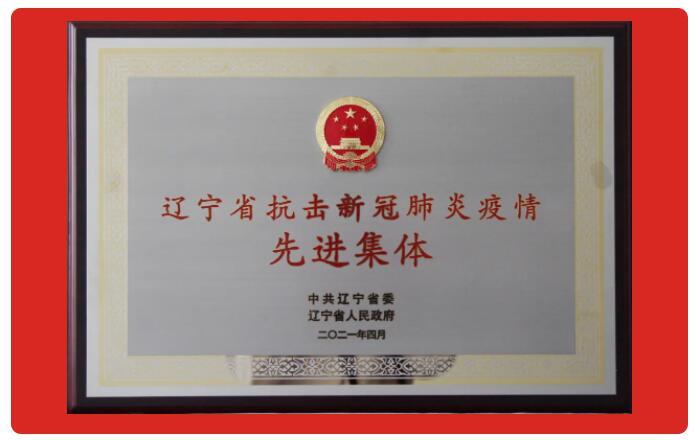 辽宁省抗击新冠肺炎疫情
先进集体
中共辽宁省委
辽宁省人民政府
二〇二一年四月